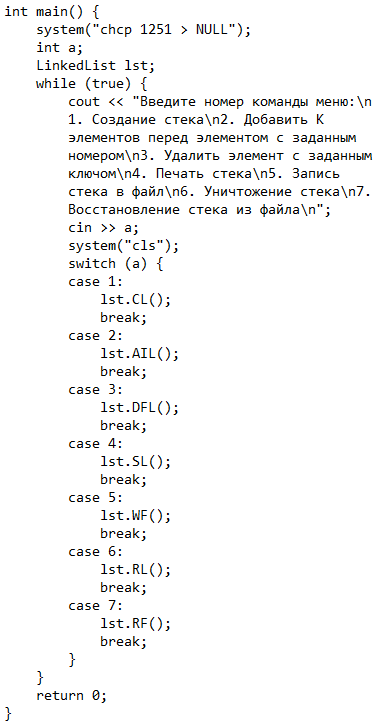 int main() {
    system("chcp 1251 > NULL");
    int a;
    LinkedList lst;
    while (true) {
        cout << "Введите номер команды меню:\n
        1. Создание стека\n2. Добавить К
        элементов перед элементом с заданным
        номером\n3. Удалить элемент с заданным
        ключом\n4. Печать стека\n5. Запись
        стека в файл\n6. Уничтожение стека\n7.
        Восстановление стека из файла\n";
        cin >> a;
        system("cls");
        switch (a) {
        case 1:
            lst.CL();
            break;
        case 2:
            lst.AIL();
            break;
        case 3:
            lst.DFL();
            break;
        case 4:
            lst.SL();
            break;
        case 5:
            lst.WF();
            break;
        case 6:
            lst.RL();
            break;
        case 7:
            lst.RF();
            break;
        }
    }
    return 0;
}